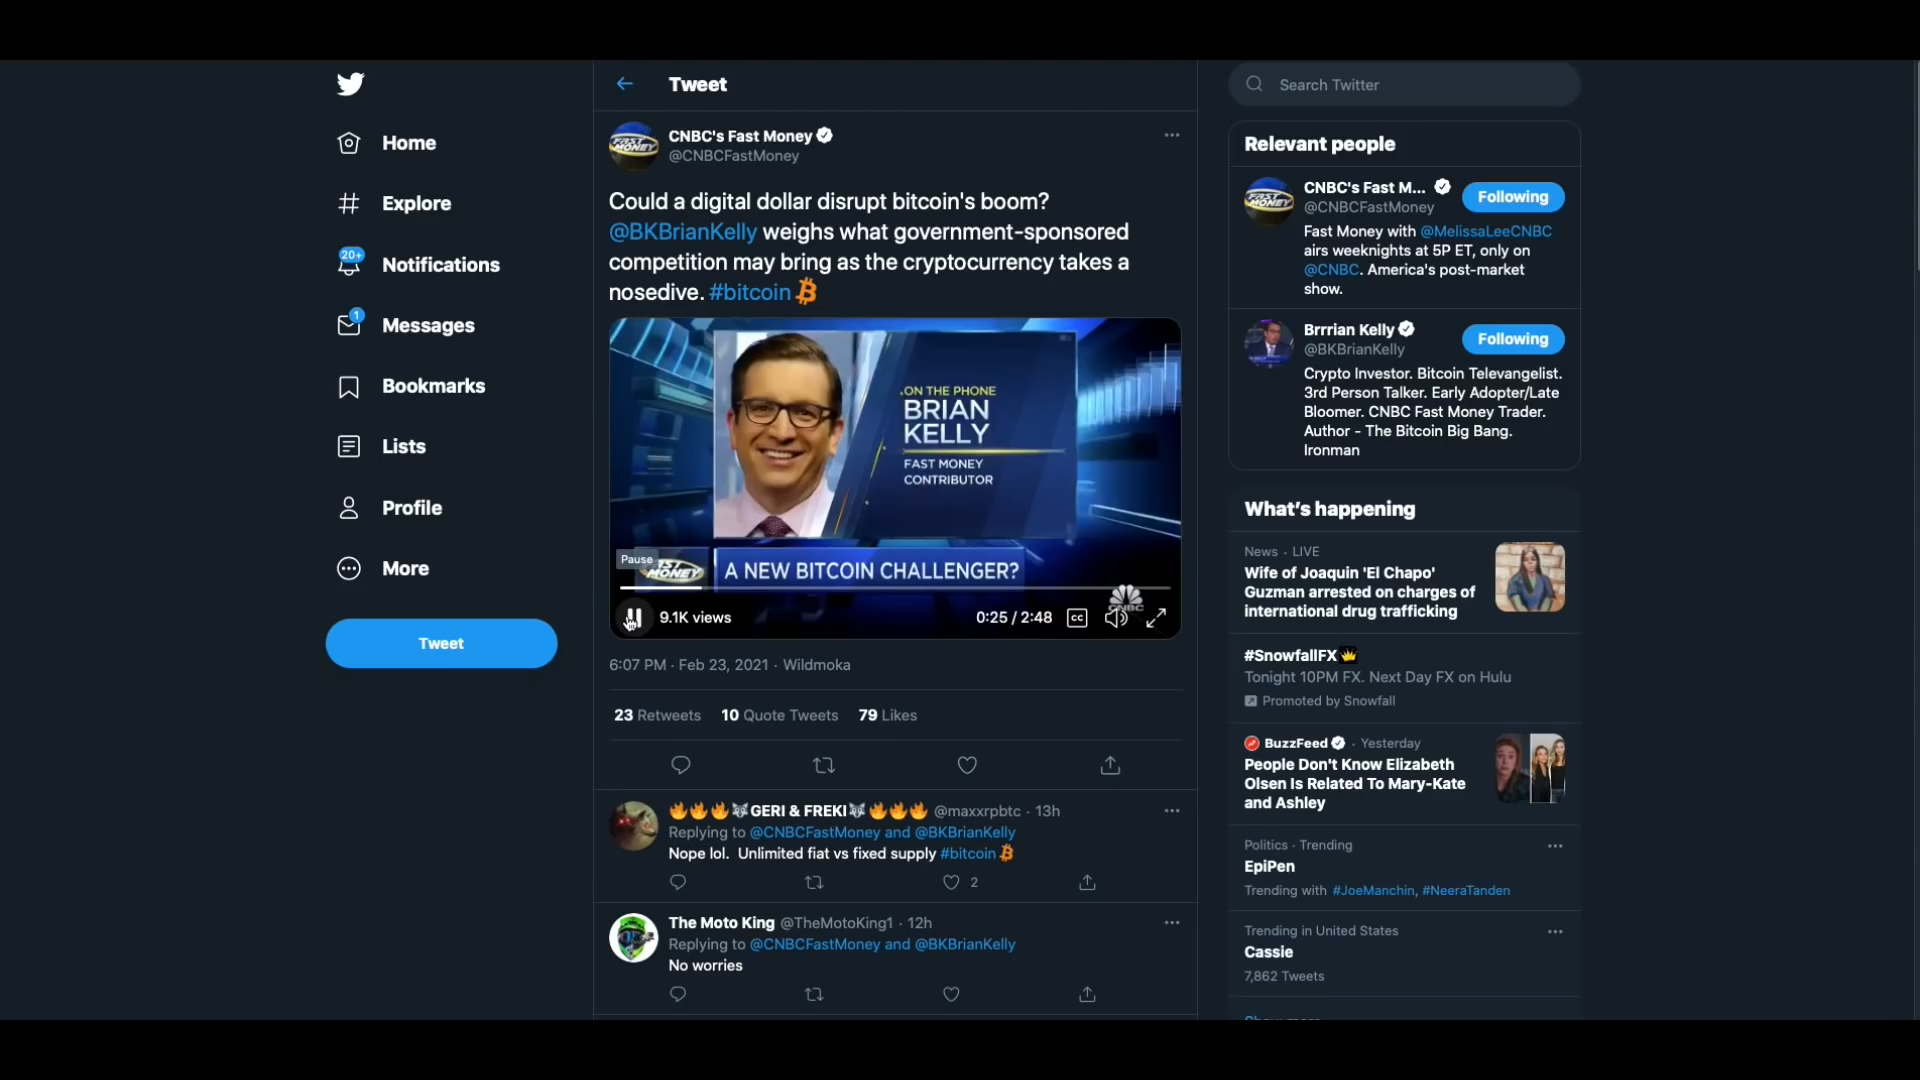 Home
Explore
20+
Notifications
1
Messages
Bookmarks
Lists
Profile
More
Tweet
Tweet
CNBC's Fast Money
@CNBCFastMoney
Could a digital dollar disrupt bitcoin's boom?
@BKBrianKelly weighs what government-sponsored
competition may bring as the cryptocurrency takes a
nosedive. #bitcoin
ON THE PHONE
BRIAN
KELLY
FAST MONEY
CONTRIBUTOR
Pause
MONEY
A NEW BITCOIN CHALLENGER?
9.1K views
0:25 / 2:48
CC
CNBC
6:07 PM · Feb 23, 2021 · Wildmoka
23 Retweets 10 Quote Tweets 79 Likes
GERI & FREKI @maxxrpbtc · 13h
Replying to @CNBCFastMoney and @BKBrianKelly
Nope lol. Unlimited fiat vs fixed supply #bitcoin
2
The Moto King @TheMotoKing1 · 12h
Replying to @CNBCFastMoney and @BKBrianKelly
No worries
Search Twitter
Relevant people
CNBC's Fast M...
@CNBCFastMoney
Following
Fast Money with @MelissaLeeCNBC
airs weeknights at 5P ET, only on
@CNBC. America's post-market
show.
Brrrian Kelly
@BKBrianKelly
Following
Crypto Investor. Bitcoin Televangelist.
3rd Person Talker. Early Adopter/Late
Bloomer. CNBC Fast Money Trader.
Author - The Bitcoin Big Bang.
Ironman
What's happening
News · LIVE
Wife of Joaquin 'El Chapo'
Guzman arrested on charges of
international drug trafficking
#SnowfallFX
Tonight 10PM FX. Next Day FX on Hulu
Promoted by Snowfall
BuzzFeed · Yesterday
People Don't Know Elizabeth
Olsen Is Related To Mary-Kate
and Ashley
Politics · Trending
EpiPen
Trending with #JoeManchin, #NeeraTanden
Trending in United States
Cassie
7,862 Tweets